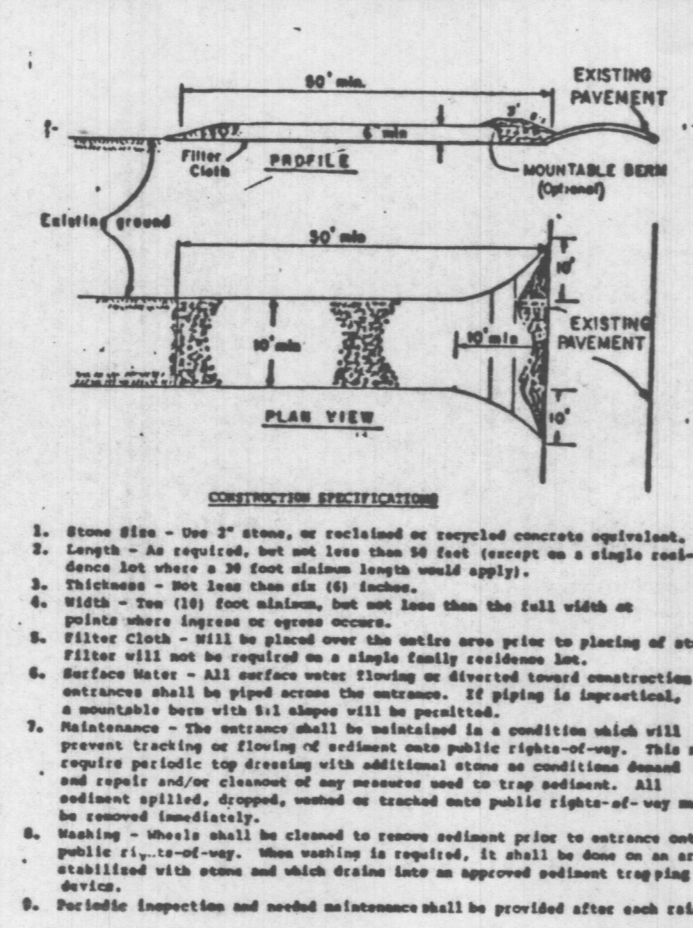 50' min.
EXISTING
PAVEMENT
3'
6" min
Filter
Cloth
PROFILE
MOUNTABLE BERM
(Optional)
Existing ground
50' min
10'
10' min
10' min
EXISTING
PAVEMENT
10'
PLAN VIEW
CONSTRUCTION SPECIFICATIONS
1. Stone Size - Use 2" stone, or reclaimed or recycled concrete equivalent.
2. Length - As required, but not less than 50 feet (except on a single resi-
dence lot where a 30 foot minimum length would apply).
3. Thickness - Not less than six (6) inches.
4. Width - Ten (10) foot minimum, but not less than the full width at
points where ingress or egress occurs.
5. Filter Cloth - Will be placed over the entire area prior to placing of st
Filter will not be required on a single family residence lot.
6. Surface Water - All surface water flowing or diverted toward construction
entrances shall be piped across the entrance. If piping is impractical,
a mountable berm with 5:1 slopes will be permitted.
7. Maintenance - The entrance shall be maintained in a condition which will
prevent tracking or flowing of sediment onto public rights-of-way. This
require periodic top dressing with additional stone as conditions demand
and repair and/or cleanout of any measures used to trap sediment. All
sediment spilled, dropped, washed or tracked onto public rights-of-way
be removed immediately.
8. Washing - Wheels shall be cleaned to remove sediment prior to entrance ont
public rights-of-way. When washing is required, it shall be done on an ar
stabilized with stone and which drains into an approved sediment trapping
device.
9. Periodic inspection and needed maintenance shall be provided after each rai